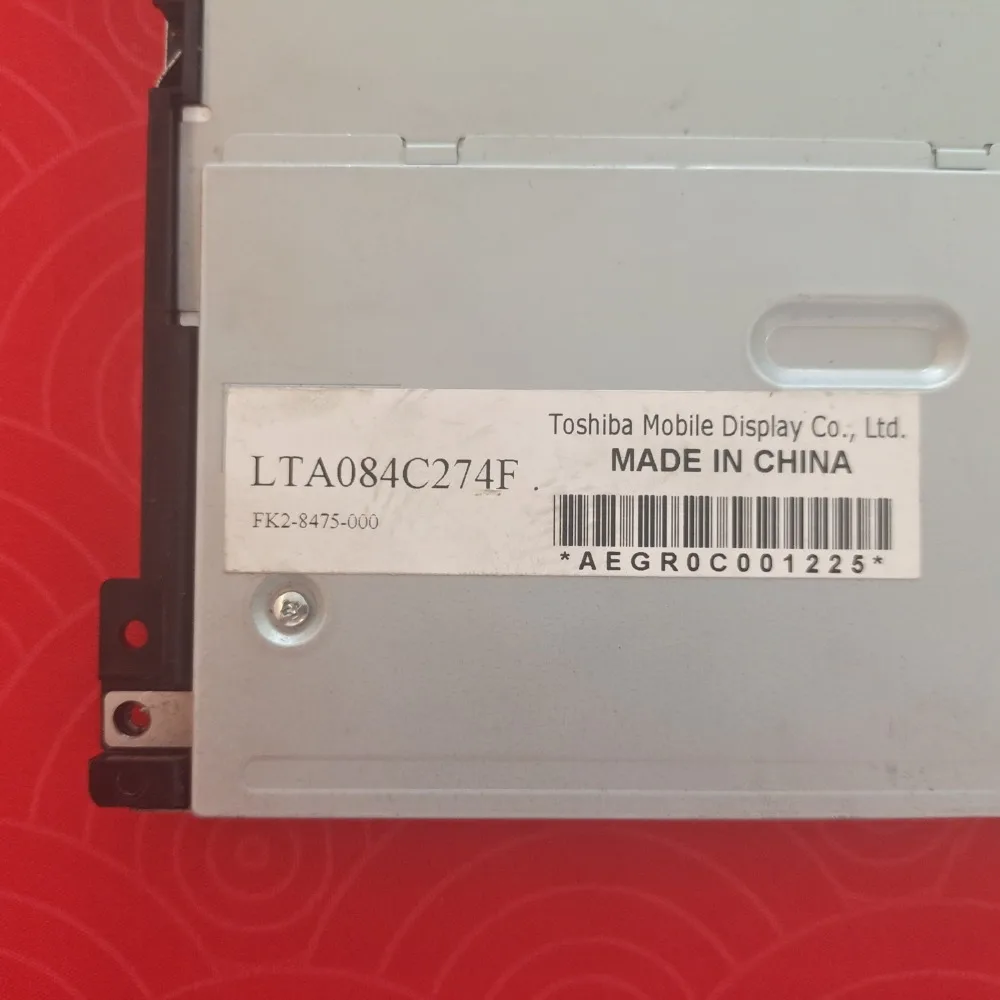 Toshiba Mobile Display Co., Ltd.
MADE IN CHINA
LTA084C274F .
FK2-8475-000
*AEGR0C001225*